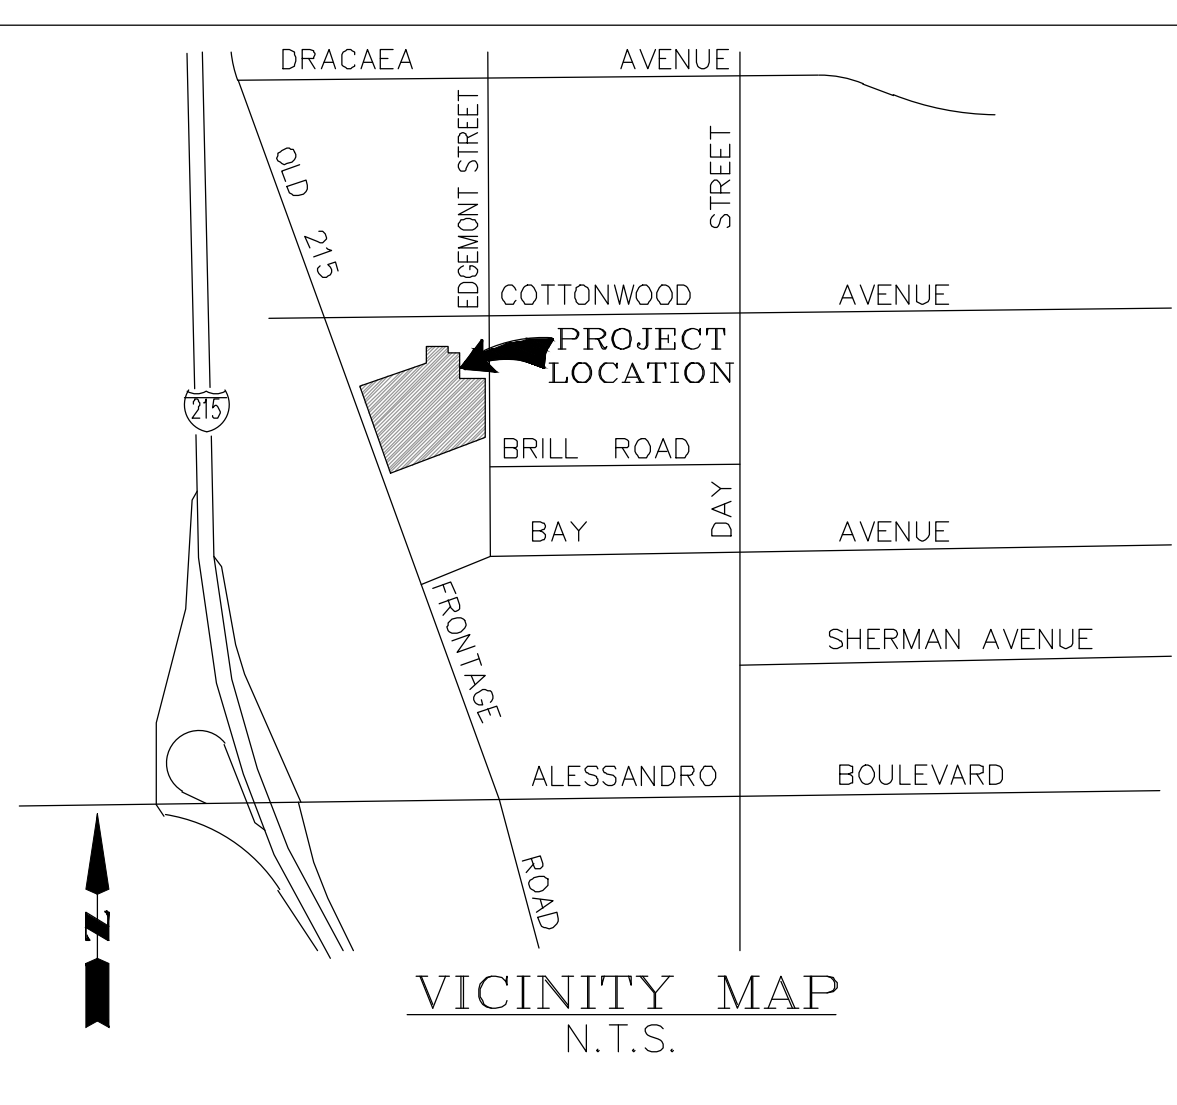 DRACAEA AVENUE
EDGEMONT STREET
DAY STREET
OLD 215 FRONTAGE ROAD
COTTONWOOD AVENUE
PROJECT
LOCATION
215
BRILL ROAD
BAY AVENUE
SHERMAN AVENUE
ALESSANDRO BOULEVARD
N
VICINITY MAP
N.T.S.